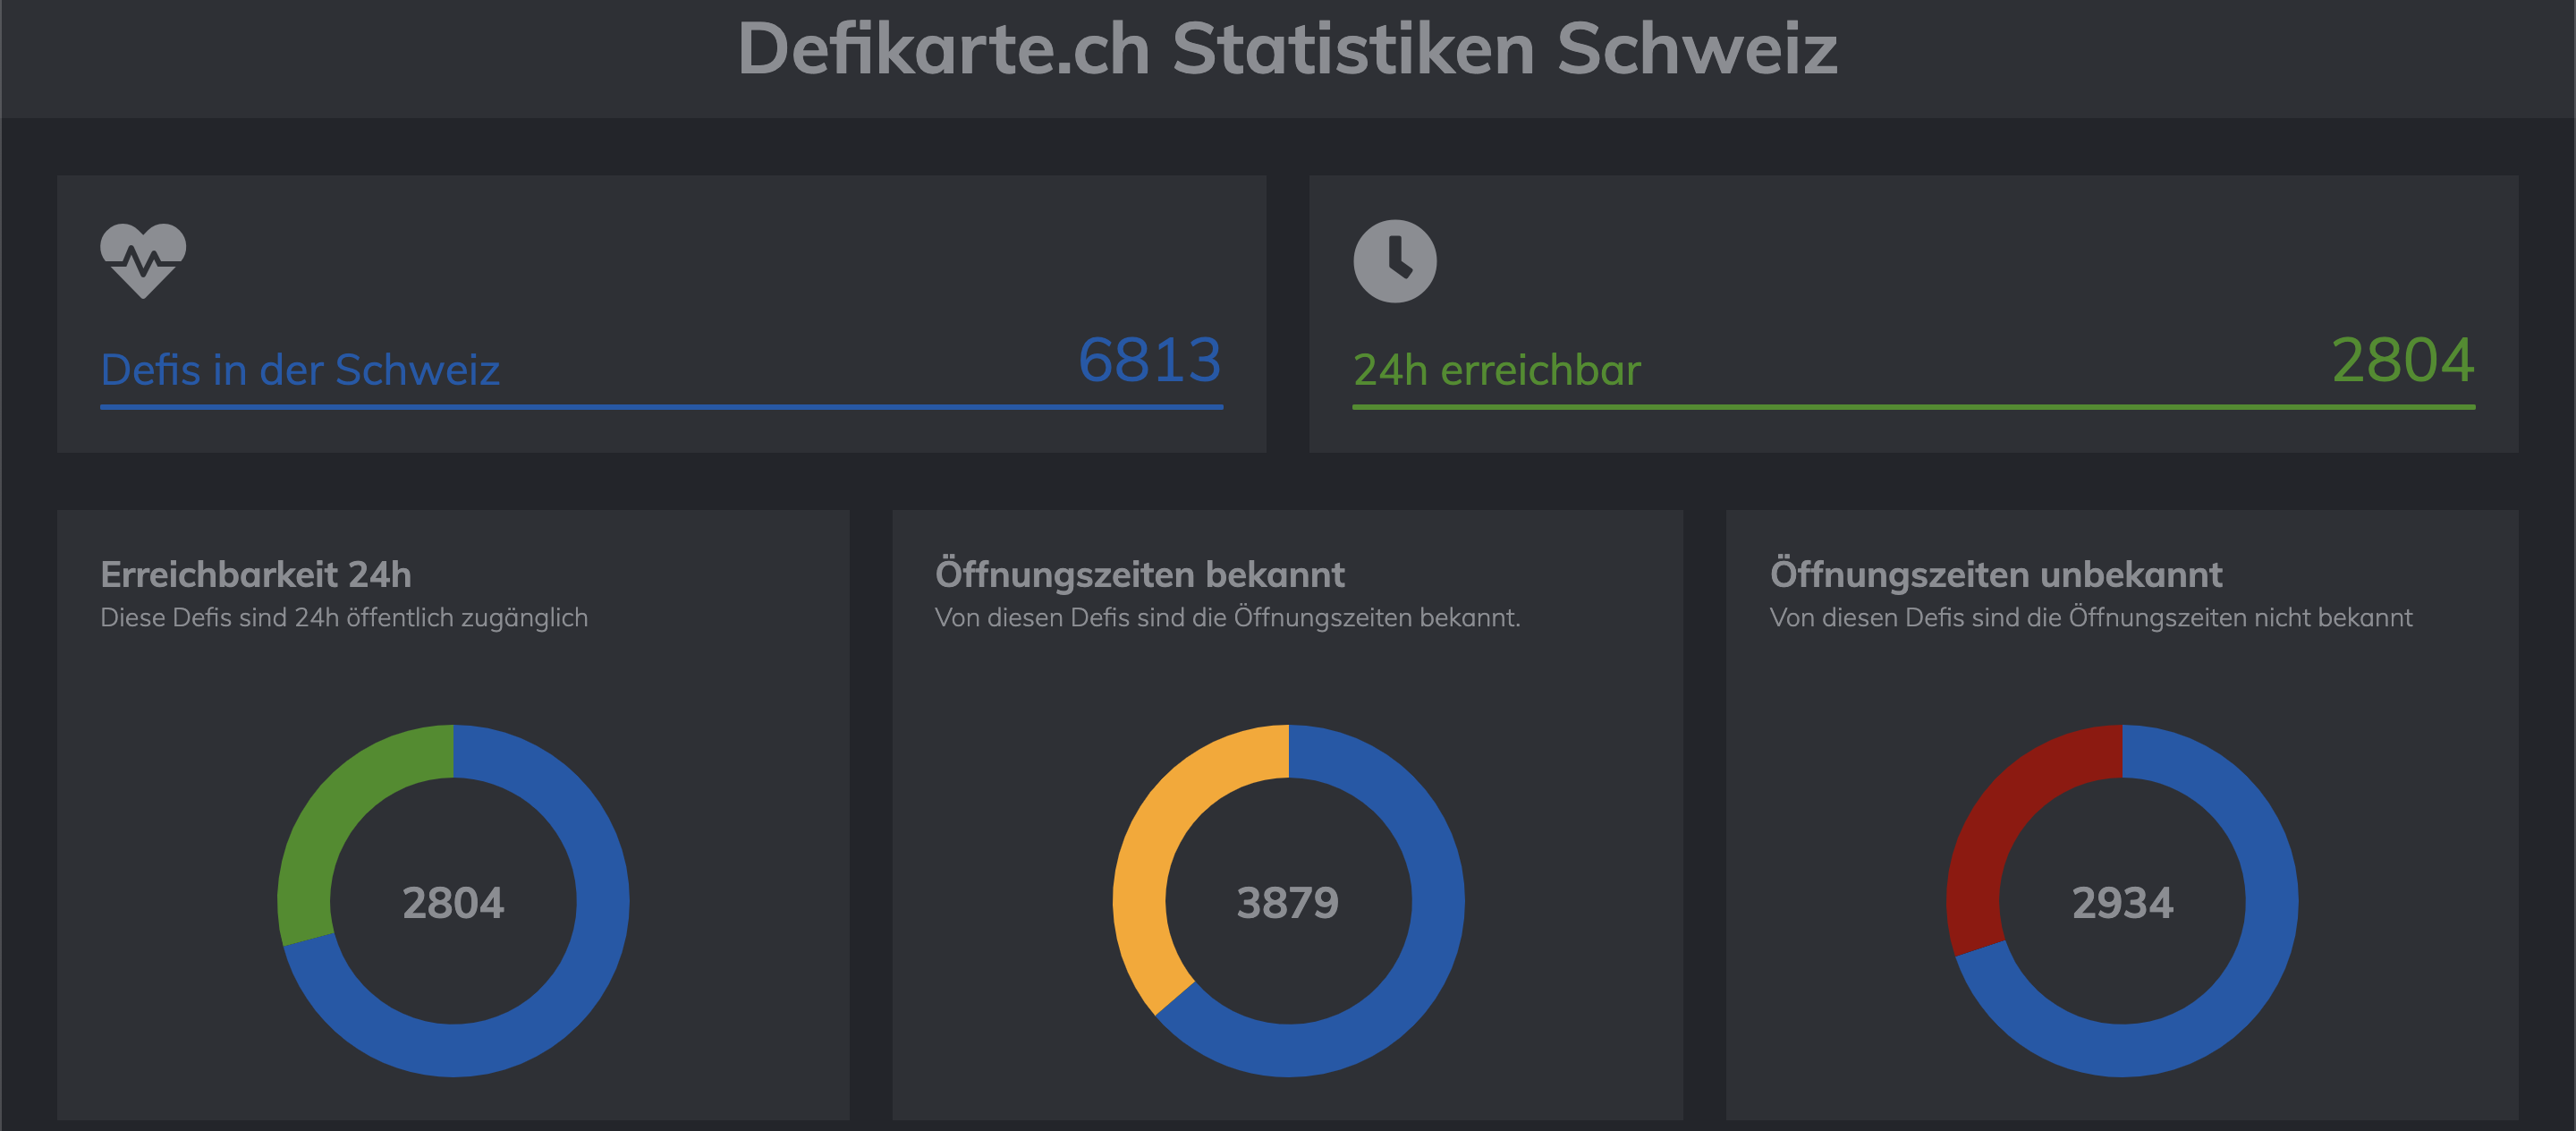 Defikarte.ch Statistiken Schweiz
Defis in der Schweiz 6813
24h erreichbar 2804
Erreichbarkeit 24h
Diese Defis sind 24h öffentlich zugänglich
2804
Öffnungszeiten bekannt
Von diesen Defis sind die Öffnungszeiten bekannt.
3879
Öffnungszeiten unbekannt
Von diesen Defis sind die Öffnungszeiten nicht bekannt
2934